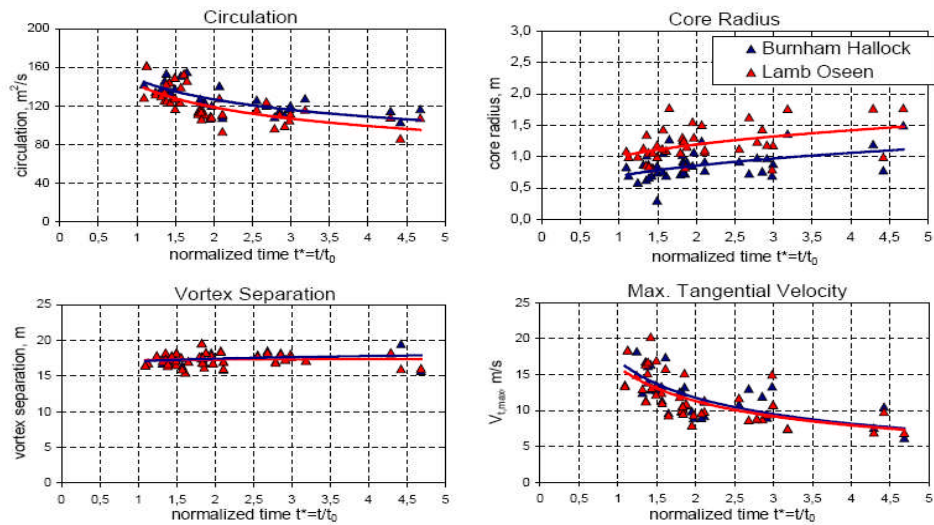 Circulation
circulation, m²/s
200
160
120
80
40
0
0 0,5 1 1,5 2 2,5 3 3,5 4 4,5 5
normalized time t*=t/t₀
Core Radius
core radius, m
3,0
2,5
2,0
1,5
1,0
0,5
0,0
Burnham Hallock
Lamb Oseen
0 0,5 1 1,5 2 2,5 3 3,5 4 4,5 5
normalized time t*=t/t₀
Vortex Separation
vortex separation, m
25
20
15
10
5
0
0 0,5 1 1,5 2 2,5 3 3,5 4 4,5 5
normalized time t*=t/t₀
Max. Tangential Velocity
Vt,max m/s
25
20
15
10
5
0
0 0,5 1 1,5 2 2,5 3 3,5 4 4,5 5
normalized time t*=t/t₀